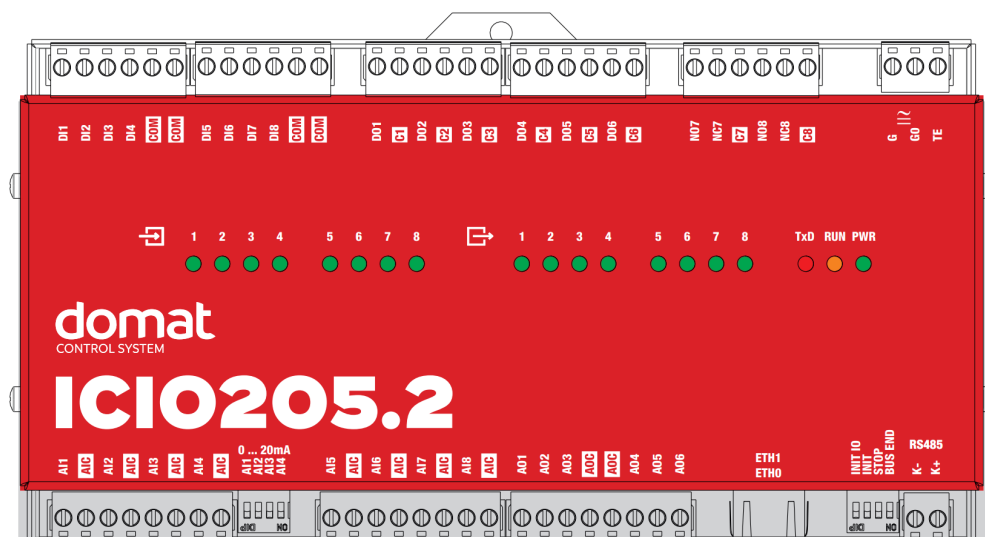 DI1 DI2 DI3 DI4 COM COM DI5 DI6 DI7 DI8 COM COM DO1 C1 DO2 C2 DO3 C3 DO4 C4 DO5 C5 DO6 C6 NO7 NC7 C7 NO8 NC8 C8 G G0 TE
1 2 3 4 5 6 7 8 1 2 3 4 5 6 7 8 TxD RUN PWR
domat
CONTROL SYSTEM
ICIO205.2
AI1 AIC AI2 AIC AI3 AIC AI4 AIC
0 ... 20mA
AI1 AI2 AI3 AI4
AI5 AIC AI6 AIC AI7 AIC AI8 AIC AO1 AO2 AO3 AOC AOC AO4 AO5 AO6
ETH1
ETH0
INIT IO
INIT
STOP
BUS END
RS485
K- K+
DIP ON
DIP ON